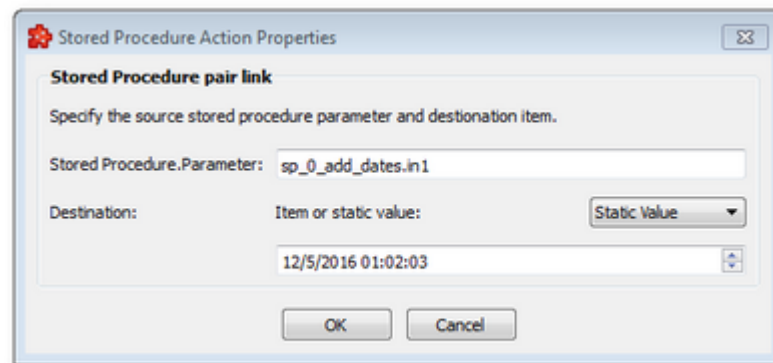 Stored Procedure Action Properties
Stored Procedure pair link
Specify the source stored procedure parameter and destionation item.
Stored Procedure.Parameter: sp_0_add_dates.in1
Destination: Item or static value: Static Value
12/5/2016 01:02:03
OK Cancel